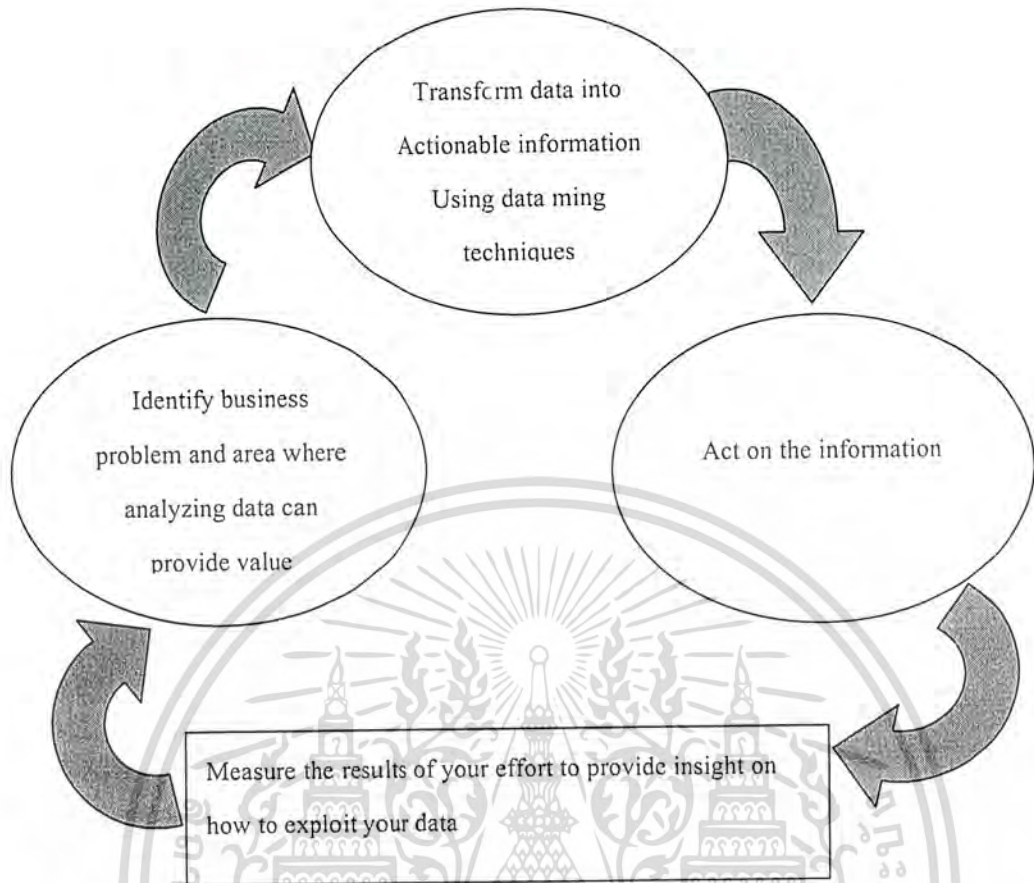 Transform data into
Actionable information
Using data ming
techniques
Identify business
problem and area where
analyzing data can
provide value
Act on the information
Measure the results of your effort to provide insight on
how to exploit your data